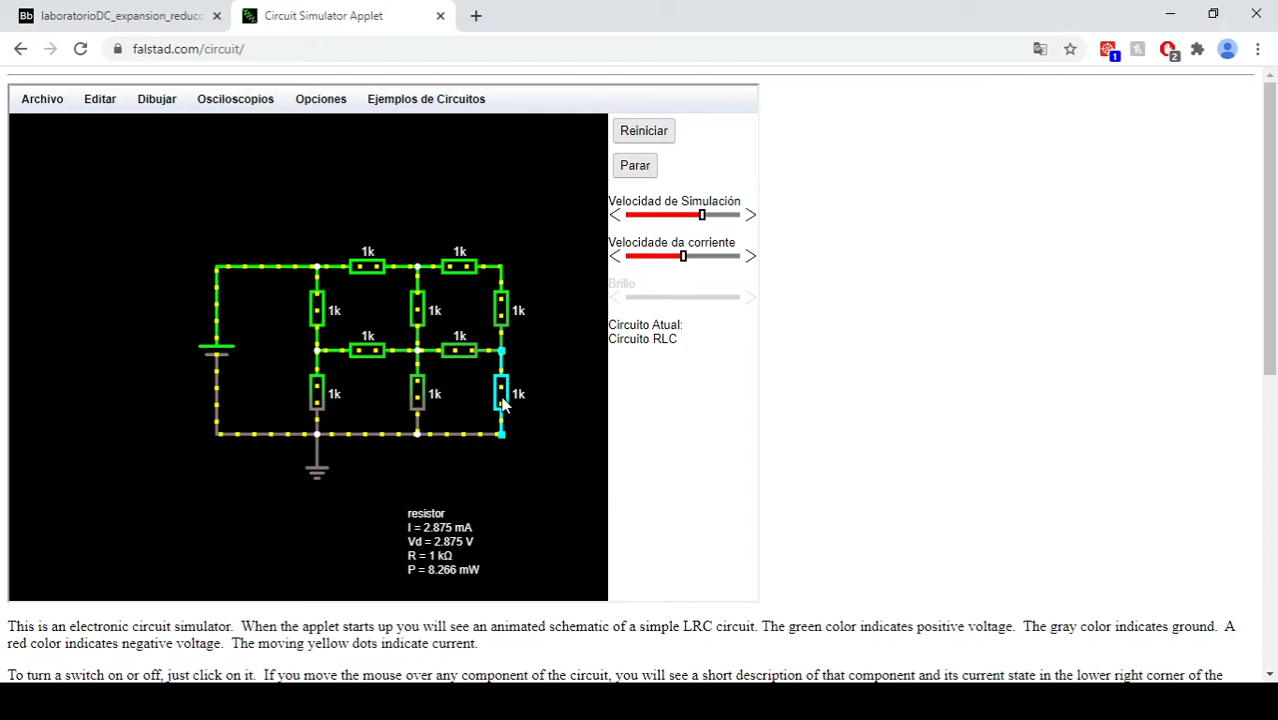 Bb laboratorioDC_expansion_reducc
Circuit Simulator Applet
falstad.com/circuit/
1
2
Archivo Editar Dibujar Osciloscopios Opciones Ejemplos de Circuitos
Reiniciar
Parar
Velocidad de Simulación
Velocidade da corriente
Brillo
Circuito Atual:
Circuito RLC
1k 1k
1k 1k 1k
1k 1k
1k 1k 1k
resistor
I = 2.875 mA
Vd = 2.875 V
R = 1 kΩ
P = 8.266 mW
This is an electronic circuit simulator.  When the applet starts up you will see an animated schematic of a simple LRC circuit. The green color indicates positive voltage.  The gray color indicates ground.  A
red color indicates negative voltage.  The moving yellow dots indicate current.
To turn a switch on or off, just click on it.  If you move the mouse over any component of the circuit, you will see a short description of that component and its current state in the lower right corner of the